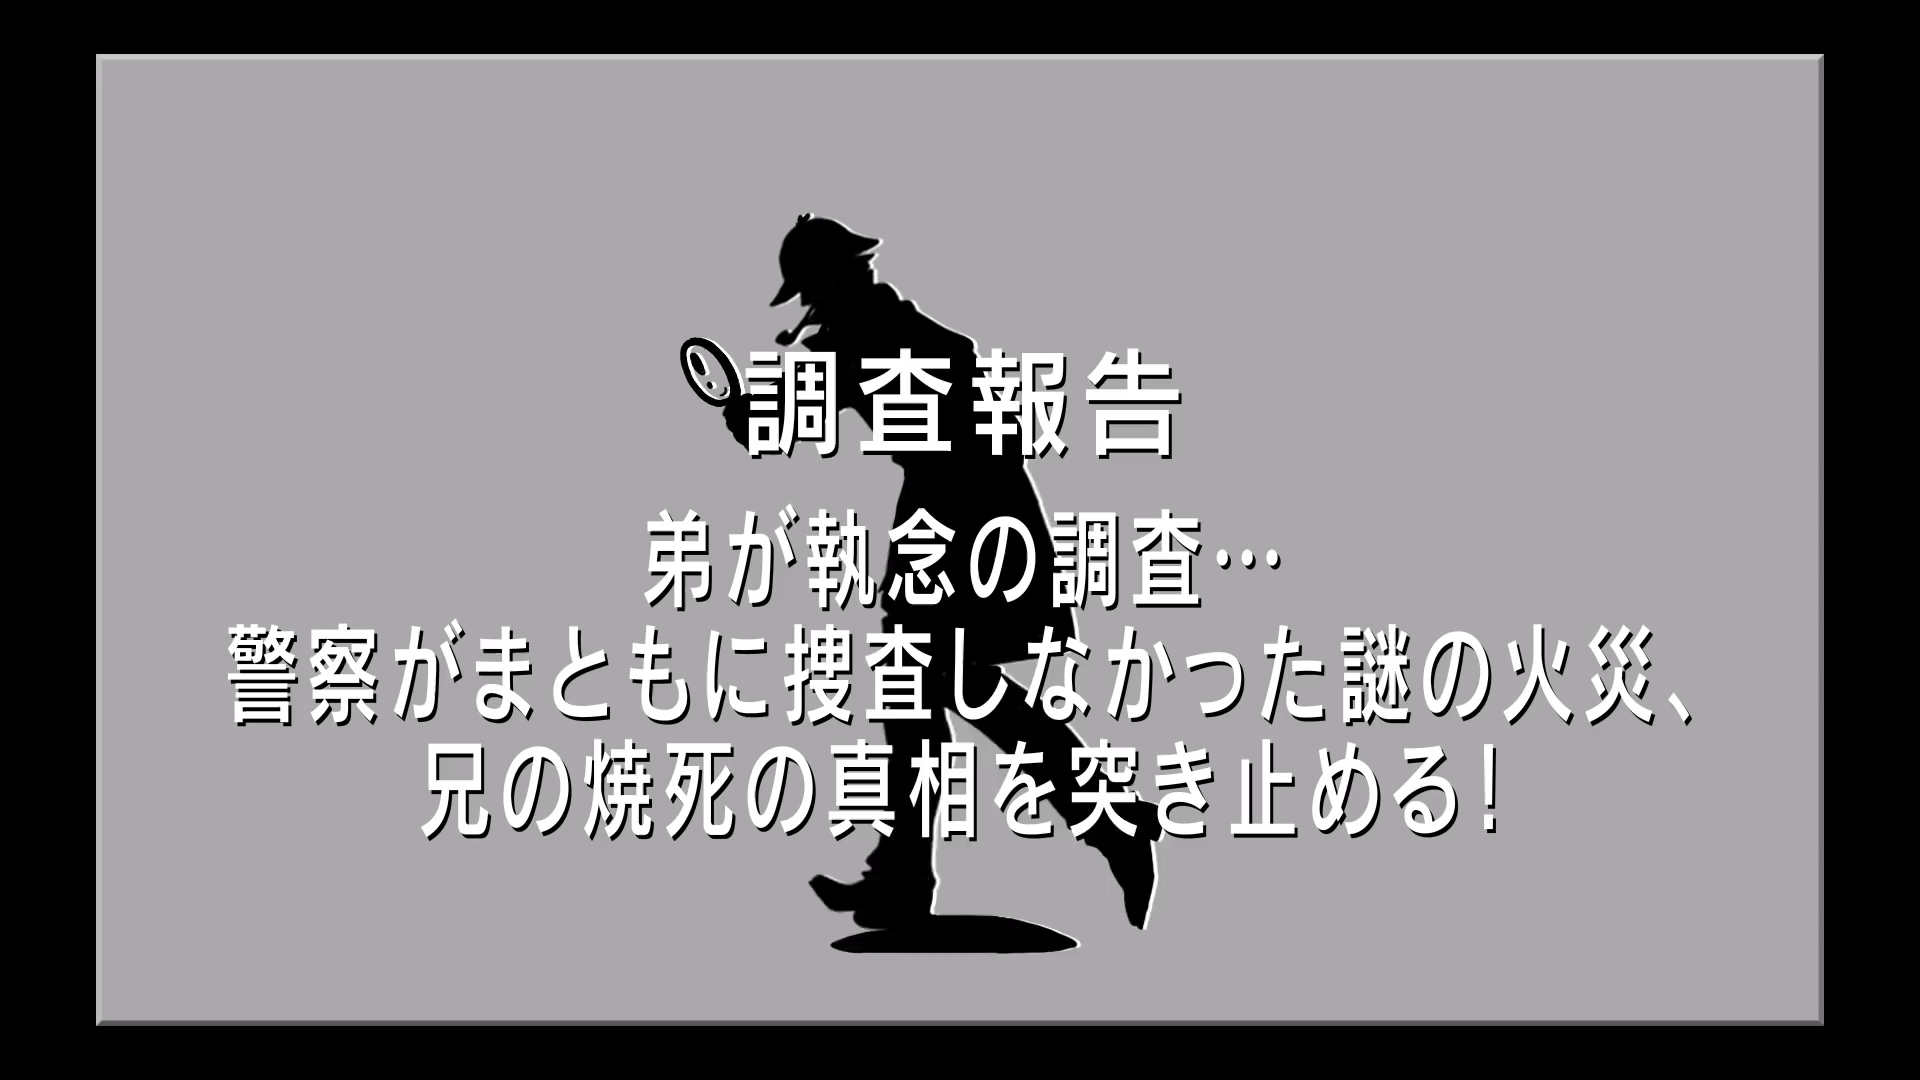 調査報告
弟が執念の調査…
警察がまともに捜査しなかった謎の火災、
兄の焼死の真相を突き止める!